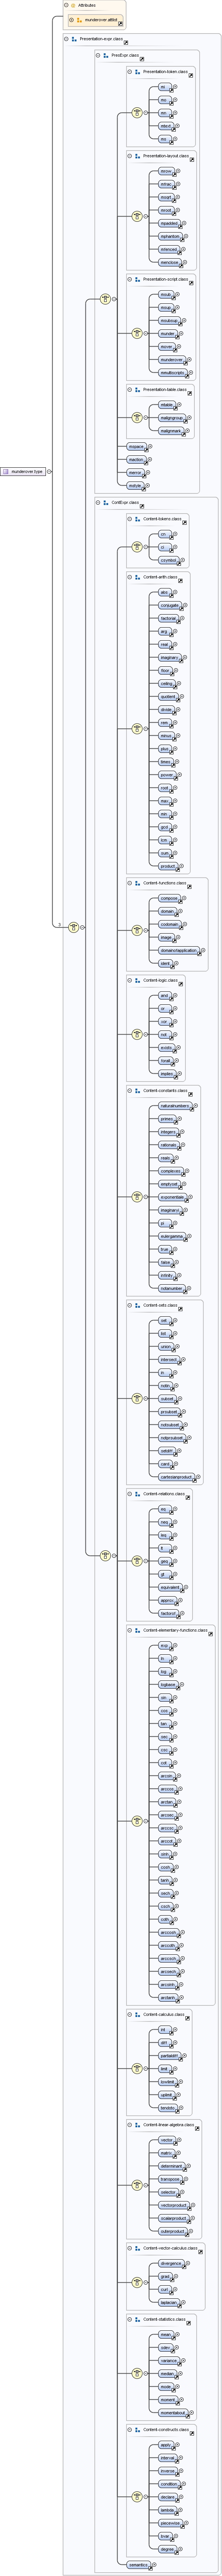 Attributes
munderover.attlist
Presentation-expr.class
PresExpr.class
Presentation-token.class
mi
mo
mn
mtext
ms
Presentation-layout.class
mrow
mfrac
msqrt
mroot
mpadded
mphantom
mfenced
menclose
Presentation-script.class
msub
msup
msubsup
munder
mover
munderover
mmultiscripts
Presentation-table.class
mtable
maligngroup
malignmark
mspace
maction
merror
mstyle
munderover.type
ContExpr.class
Content-tokens.class
cn
ci
csymbol
Content-arith.class
abs
conjugate
factorial
arg
real
imaginary
floor
ceiling
quotient
divide
rem
minus
plus
times
power
root
max
min
gcd
lcm
sum
product
Content-functions.class
compose
domain
codomain
image
domainofapplication
ident
3
Content-logic.class
and
or
xor
not
exists
forall
implies
Content-constants.class
naturalnumbers
primes
integers
rationals
reals
complexes
emptyset
exponentiale
imaginaryi
pi
eulergamma
true
false
infinity
notanumber
Content-sets.class
set
list
union
intersect
in
notin
subset
prsubset
notsubset
notprsubset
setdiff
card
cartesianproduct
Content-relations.class
eq
neq
leq
lt
geq
gt
equivalent
approx
factorof
Content-elementary-functions.class
exp
ln
log
logbase
sin
cos
tan
sec
csc
cot
arcsin
arccos
arctan
arcsec
arccsc
arccot
sinh
cosh
tanh
sech
csch
coth
arccosh
arccoth
arccsch
arcsech
arcsinh
arctanh
Content-calculus.class
int
diff
partialdiff
limit
lowlimit
uplimit
tendsto
Content-linear-algebra.class
vector
matrix
determinant
transpose
selector
vectorproduct
scalarproduct
outerproduct
Content-vector-calculus.class
divergence
grad
curl
laplacian
Content-statistics.class
mean
sdev
variance
median
mode
moment
momentabout
Content-constructs.class
apply
interval
inverse
condition
declare
lambda
piecewise
bvar
degree
semantics